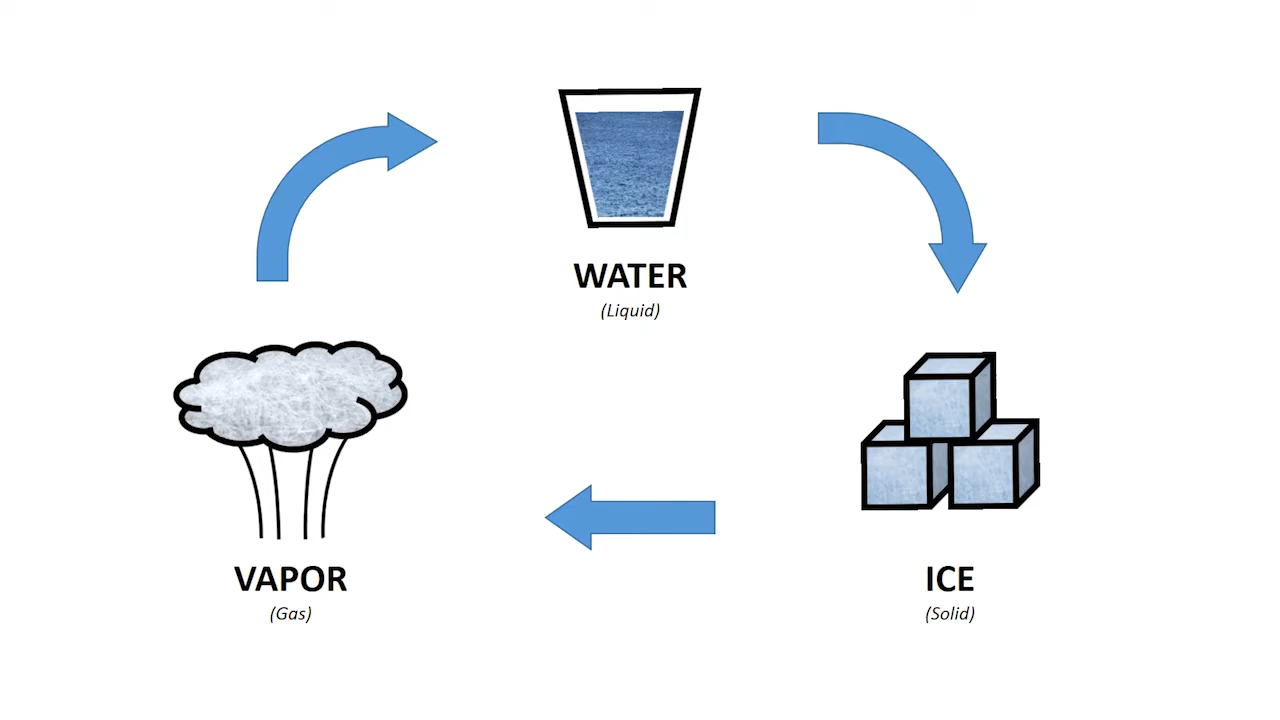 WATER
(Liquid)
VAPOR
(Gas)
ICE
(Solid)